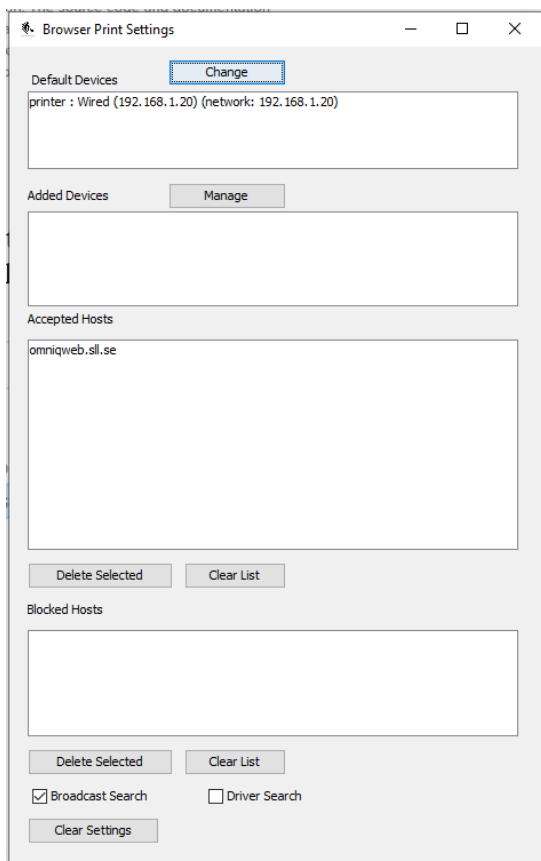 Browser Print Settings
Default Devices
Change
printer : Wired (192.168.1.20) (network: 192.168.1.20)
Added Devices
Manage
Accepted Hosts
omniqweb.sll.se
Delete Selected
Clear List
Blocked Hosts
Delete Selected
Clear List
Broadcast Search
Driver Search
Clear Settings